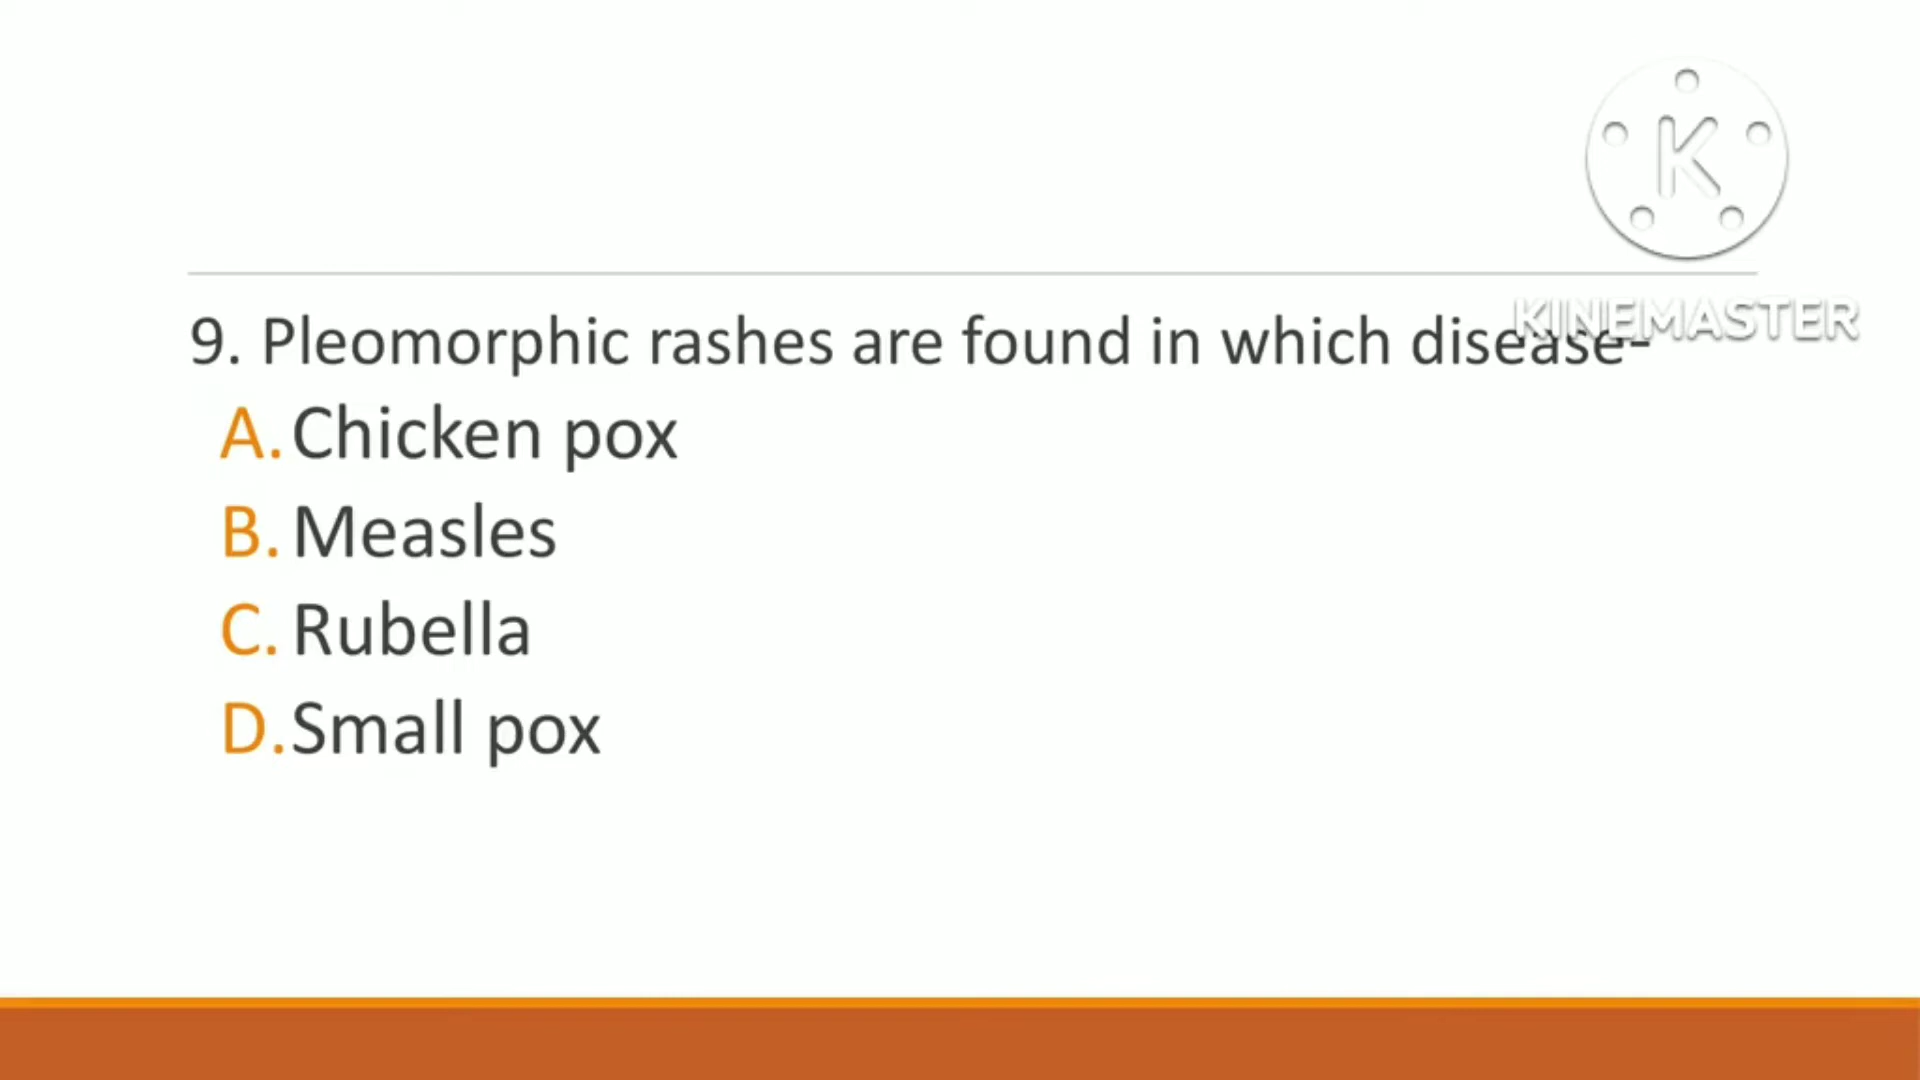 K
KINEMASTER
9. Pleomorphic rashes are found in which disease-
A. Chicken pox
B. Measles
C. Rubella
D. Small pox